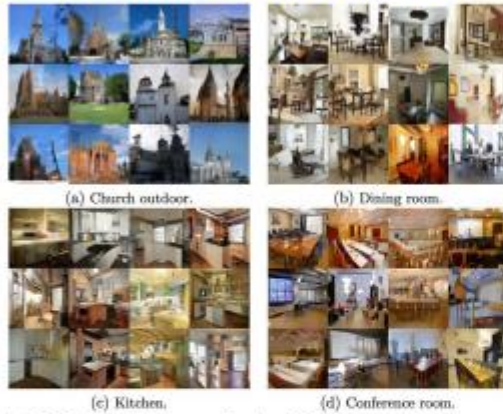 (a) Church outdoor.
(b) Dining room.
(c) Kitchen.
(d) Conference room.